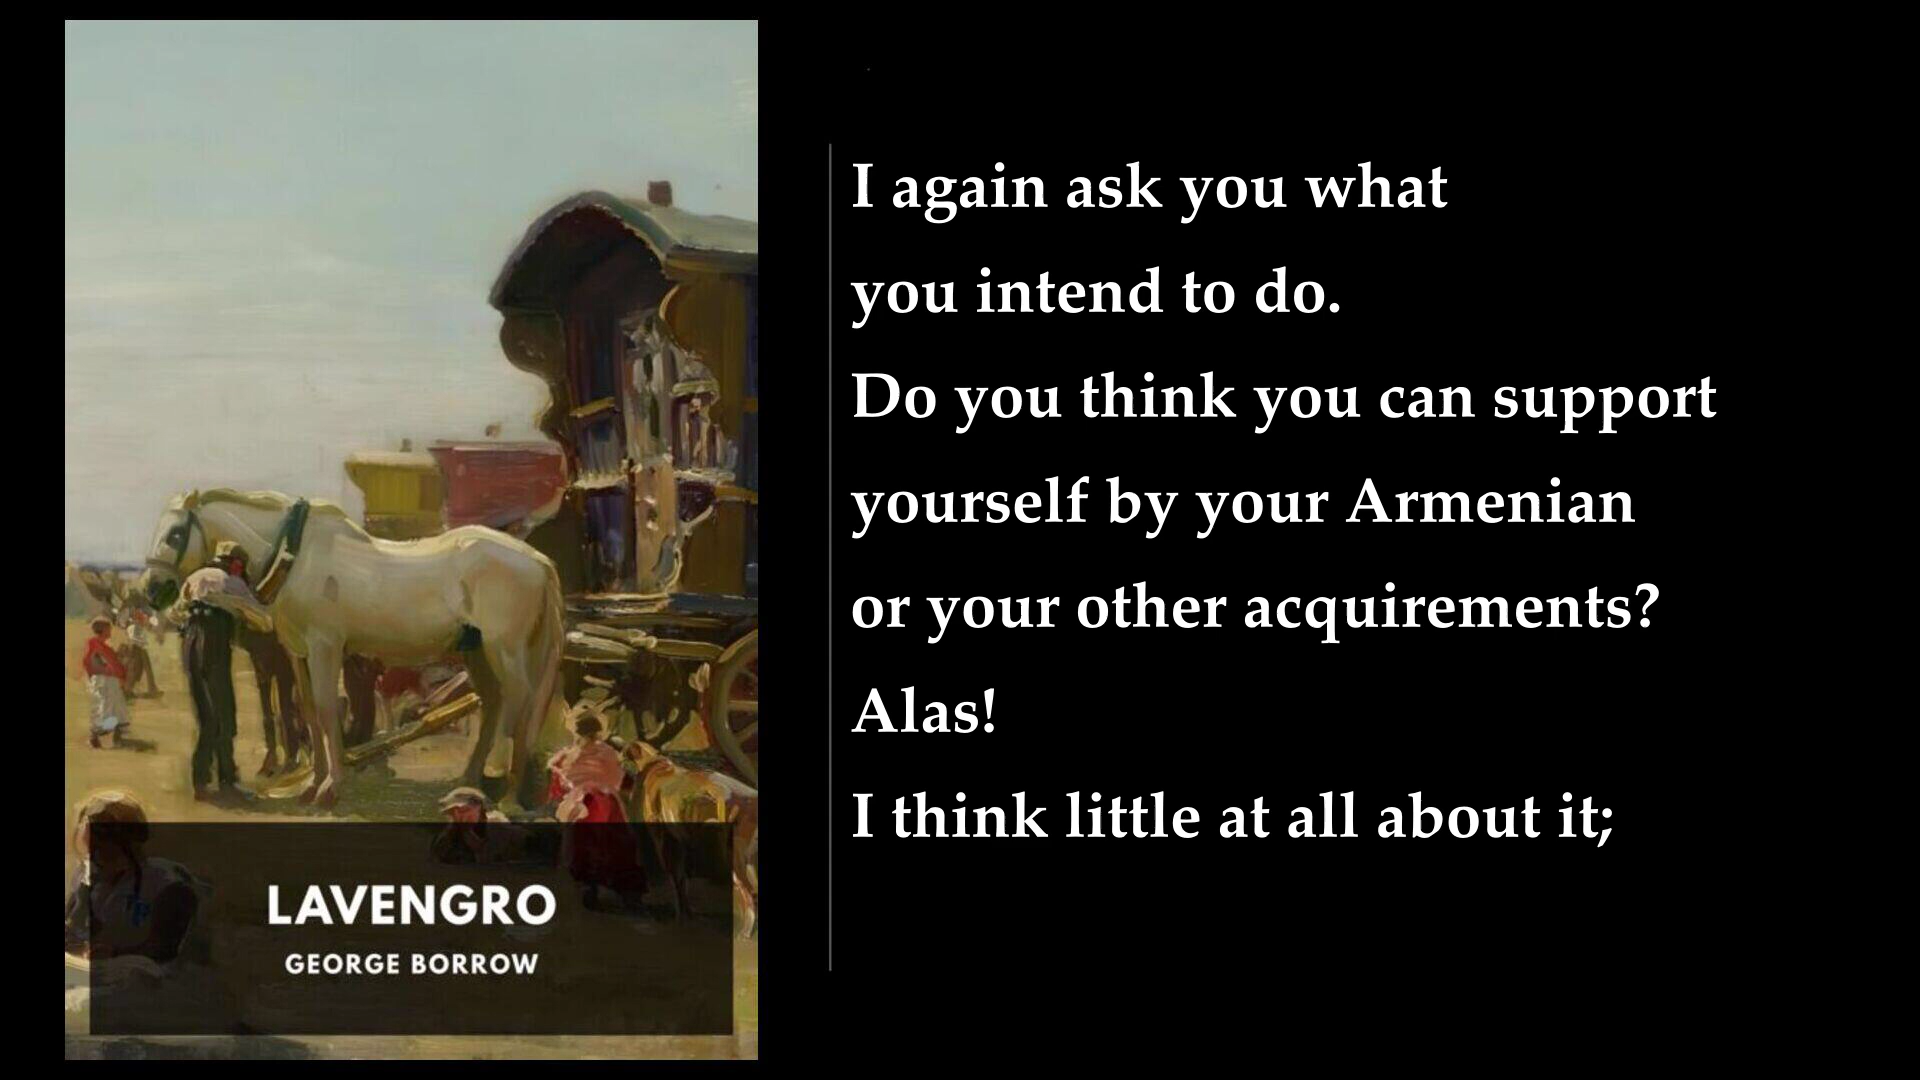 LAVENGRO
GEORGE BORROW
I again ask you what
you intend to do.
Do you think you can support
yourself by your Armenian
or your other acquirements?
Alas!
I think little at all about it;